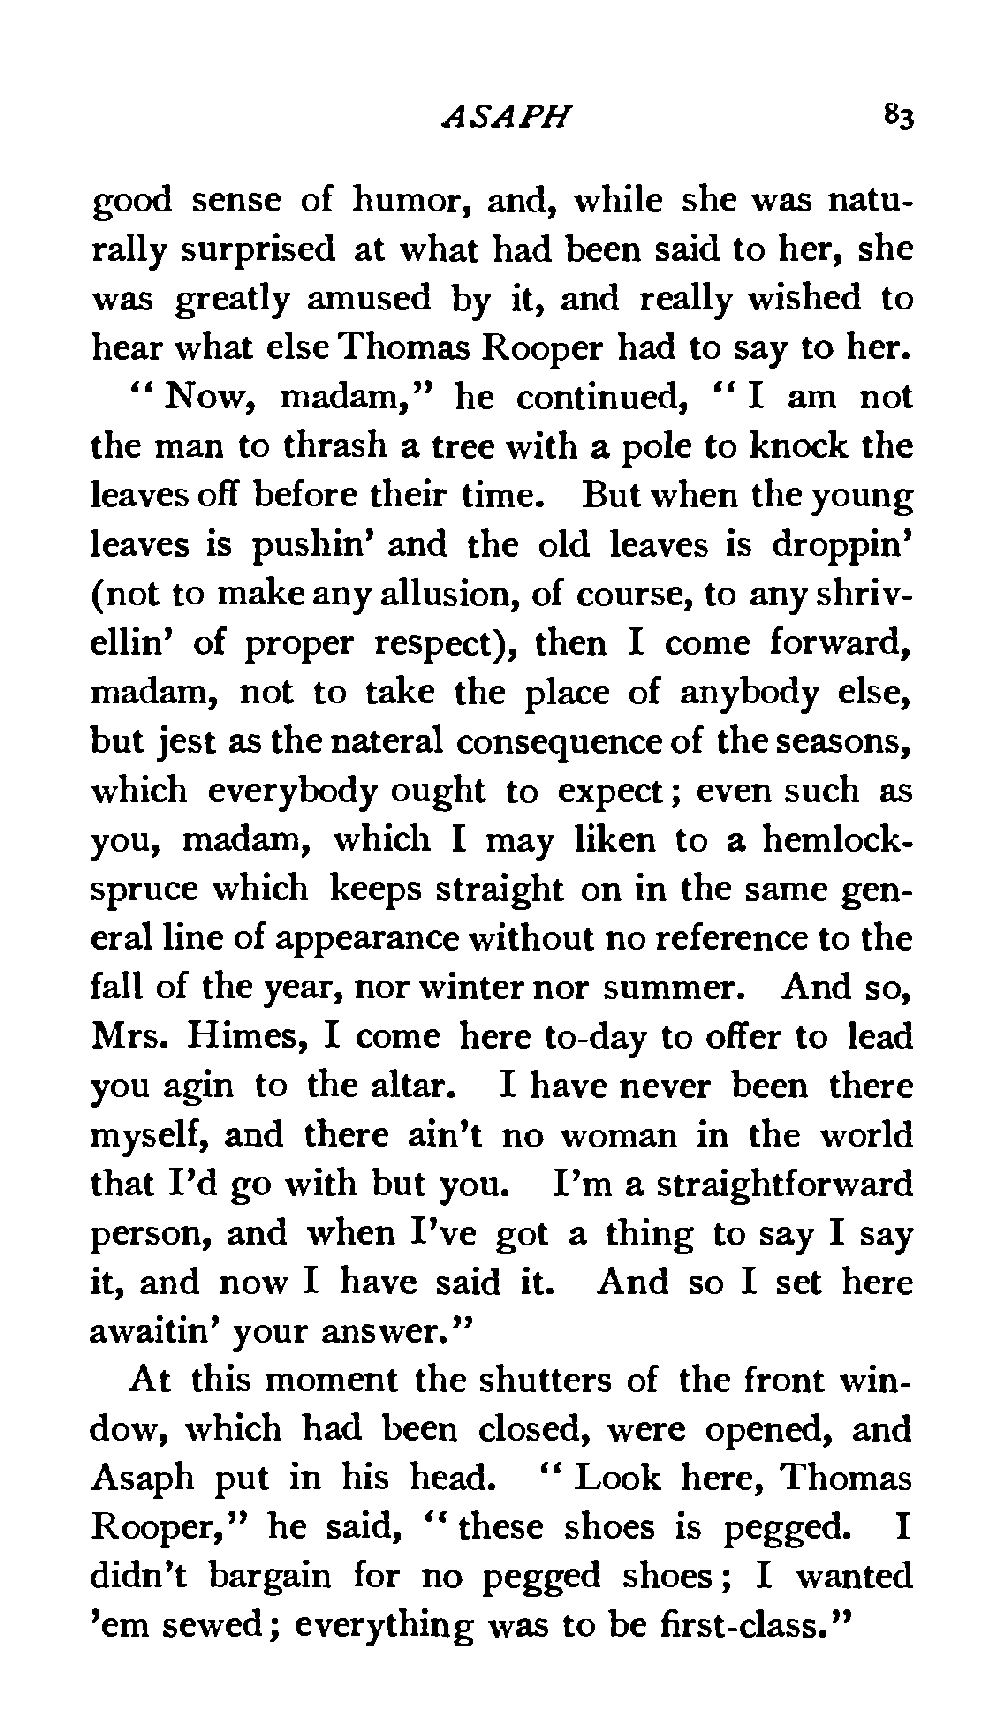 ASAPH 83
good sense of humor, and, while she was natu-
rally surprised at what had been said to her, she
was greatly amused by it, and really wished to
hear what else Thomas Rooper had to say to her.
“ Now, madam,” he continued, “ I am not
the man to thrash a tree with a pole to knock the
leaves off before their time. But when the young
leaves is pushin’ and the old leaves is droppin’
(not to make any allusion, of course, to any shriv-
ellin’ of proper respect), then I come forward,
madam, not to take the place of anybody else,
but jest as the nateral consequence of the seasons,
which everybody ought to expect ; even such as
you, madam, which I may liken to a hemlock-
spruce which keeps straight on in the same gen-
eral line of appearance without no reference to the
fall of the year, nor winter nor summer. And so,
Mrs. Himes, I come here to-day to offer to lead
you agin to the altar. I have never been there
myself, and there ain’t no woman in the world
that I’d go with but you. I’m a straightforward
person, and when I’ve got a thing to say I say
it, and now I have said it. And so I set here
awaitin’ your answer.”
At this moment the shutters of the front win-
dow, which had been closed, were opened, and
Asaph put in his head. “ Look here, Thomas
Rooper,” he said, “ these shoes is pegged. I
didn’t bargain for no pegged shoes ; I wanted
’em sewed ; everything was to be first-class.”